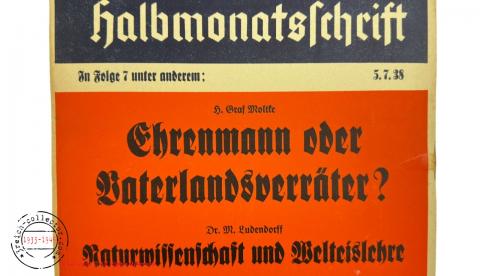 Halbmonatsschrift
In Folge 7 unter anderem;
5.7.38
H. Graf Moltke
Ehrenmann oder
Vaterlandsverräter?
Dr. M. Ludendorff
Naturwissenschaft und Welteislehre